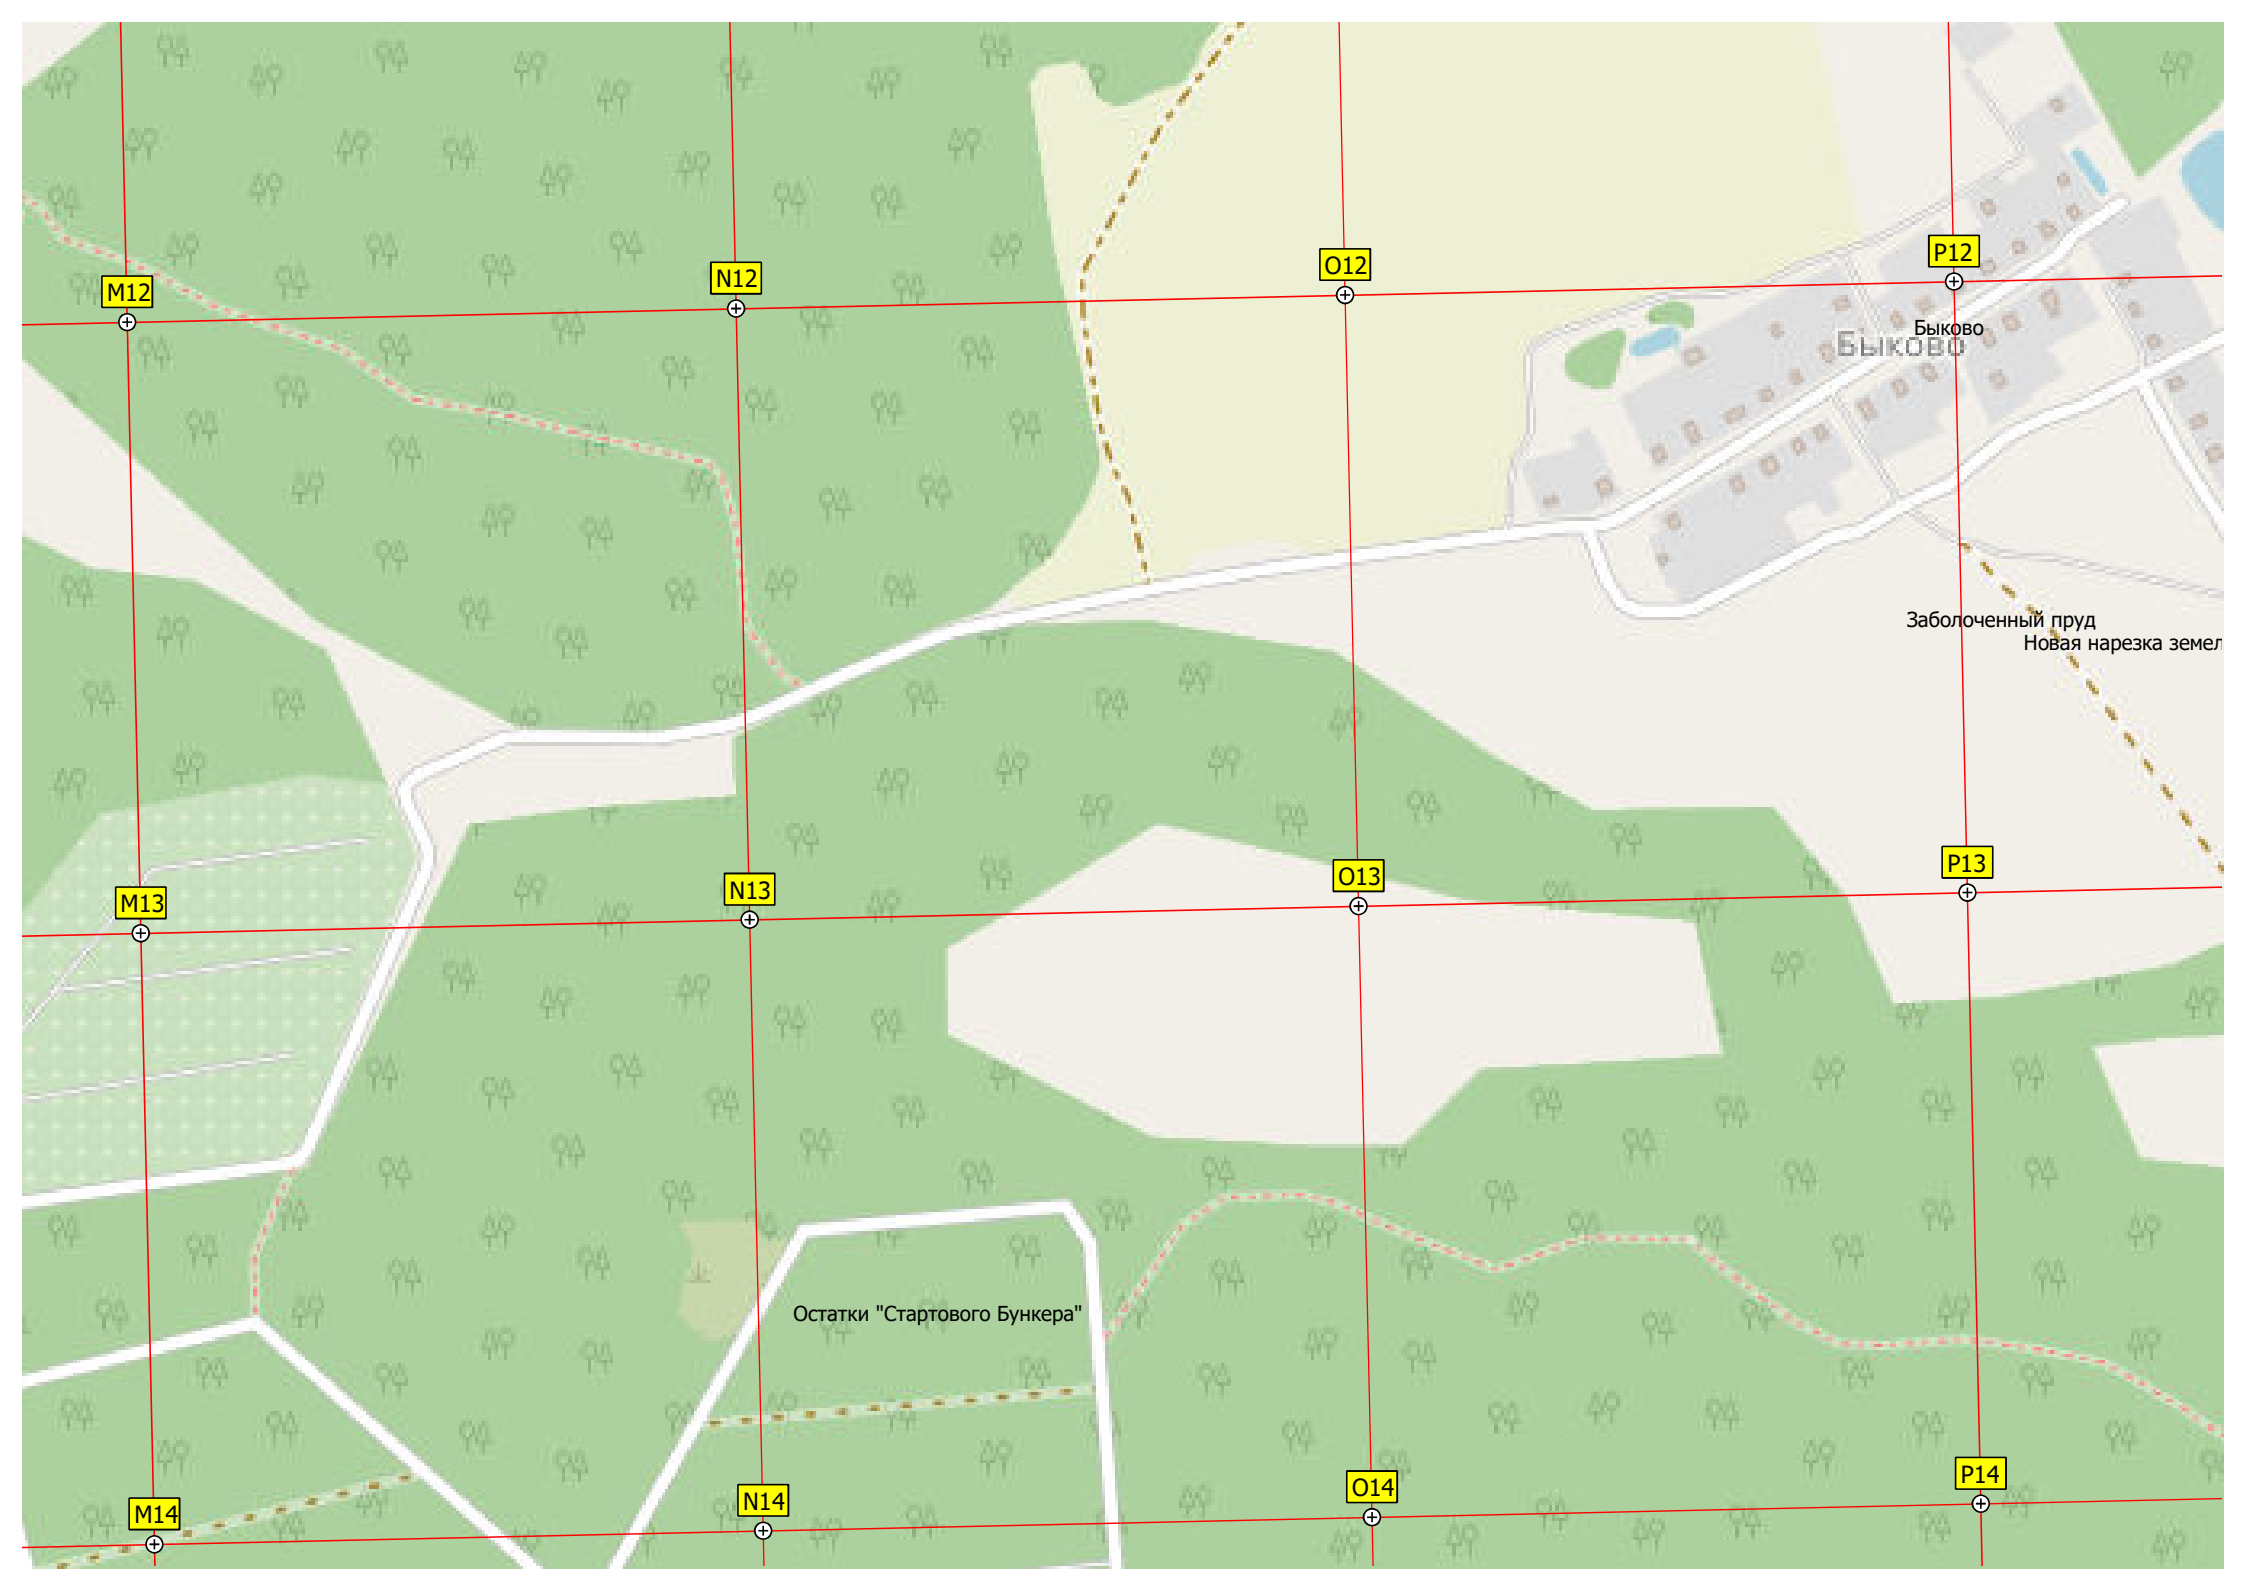 M12
N12
O12
P12
Быково
Быково
Заболоченный пруд
Новая нарезка земел
M13
N13
O13
P13
Остатки "Стартового Бункера"
M14
N14
O14
P14